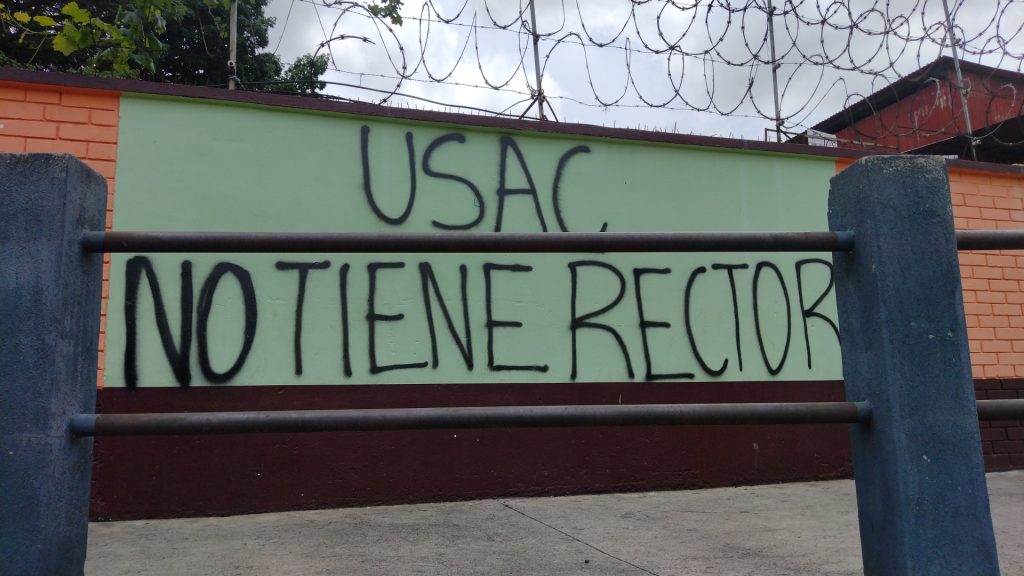 USAC
NO TIENE RECTOR